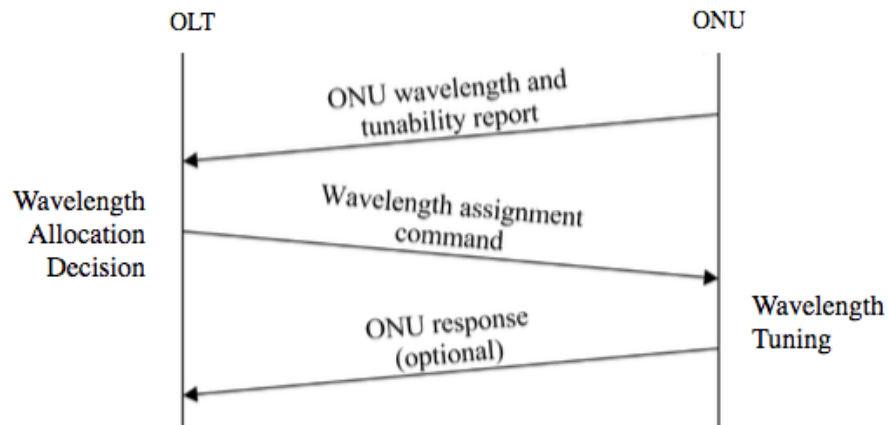 OLT
ONU
ONU wavelength and
tunability report
Wavelength
Allocation
Decision
Wavelength assignment
command
Wavelength
Tuning
ONU response
(optional)